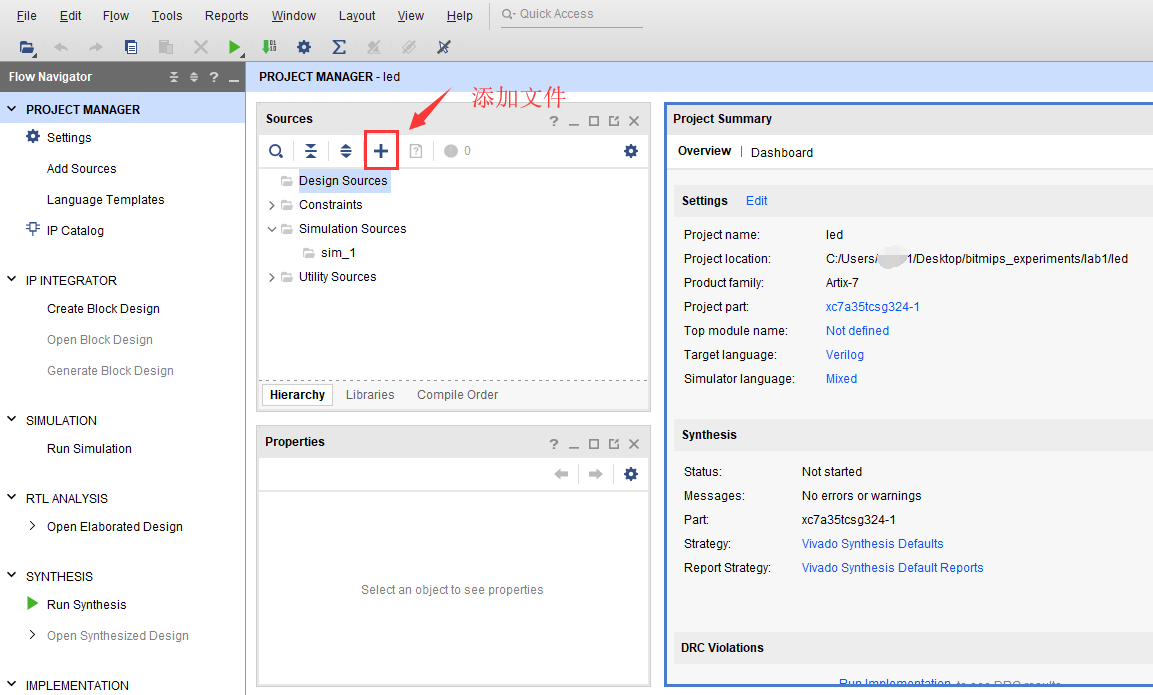 File Edit Flow Tools Reports Window Layout View Help Quick Access
Flow Navigator ?
PROJECT MANAGER
Settings
Add Sources
Language Templates
IP Catalog
IP INTEGRATOR
Create Block Design
Open Block Design
Generate Block Design
SIMULATION
Run Simulation
RTL ANALYSIS
Open Elaborated Design
SYNTHESIS
Run Synthesis
Open Synthesized Design
IMPLEMENTATION
PROJECT MANAGER - led
添加文件
Sources ?
? 0
Design Sources
Constraints
Simulation Sources
sim_1
Utility Sources
Hierarchy Libraries Compile Order
Properties ?
Select an object to see properties
Project Summary
Overview | Dashboard
Settings Edit
Project name: led
Project location: C:/Users/ 1/Desktop/bitmips_experiments/lab1/led
Product family: Artix-7
Project part: xc7a35tcsg324-1
Top module name: Not defined
Target language: Verilog
Simulator language: Mixed
Synthesis
Status: Not started
Messages: No errors or warnings
Part: xc7a35tcsg324-1
Strategy: Vivado Synthesis Defaults
Report Strategy: Vivado Synthesis Default Reports
DRC Violations
Run Implementation to see DRC results